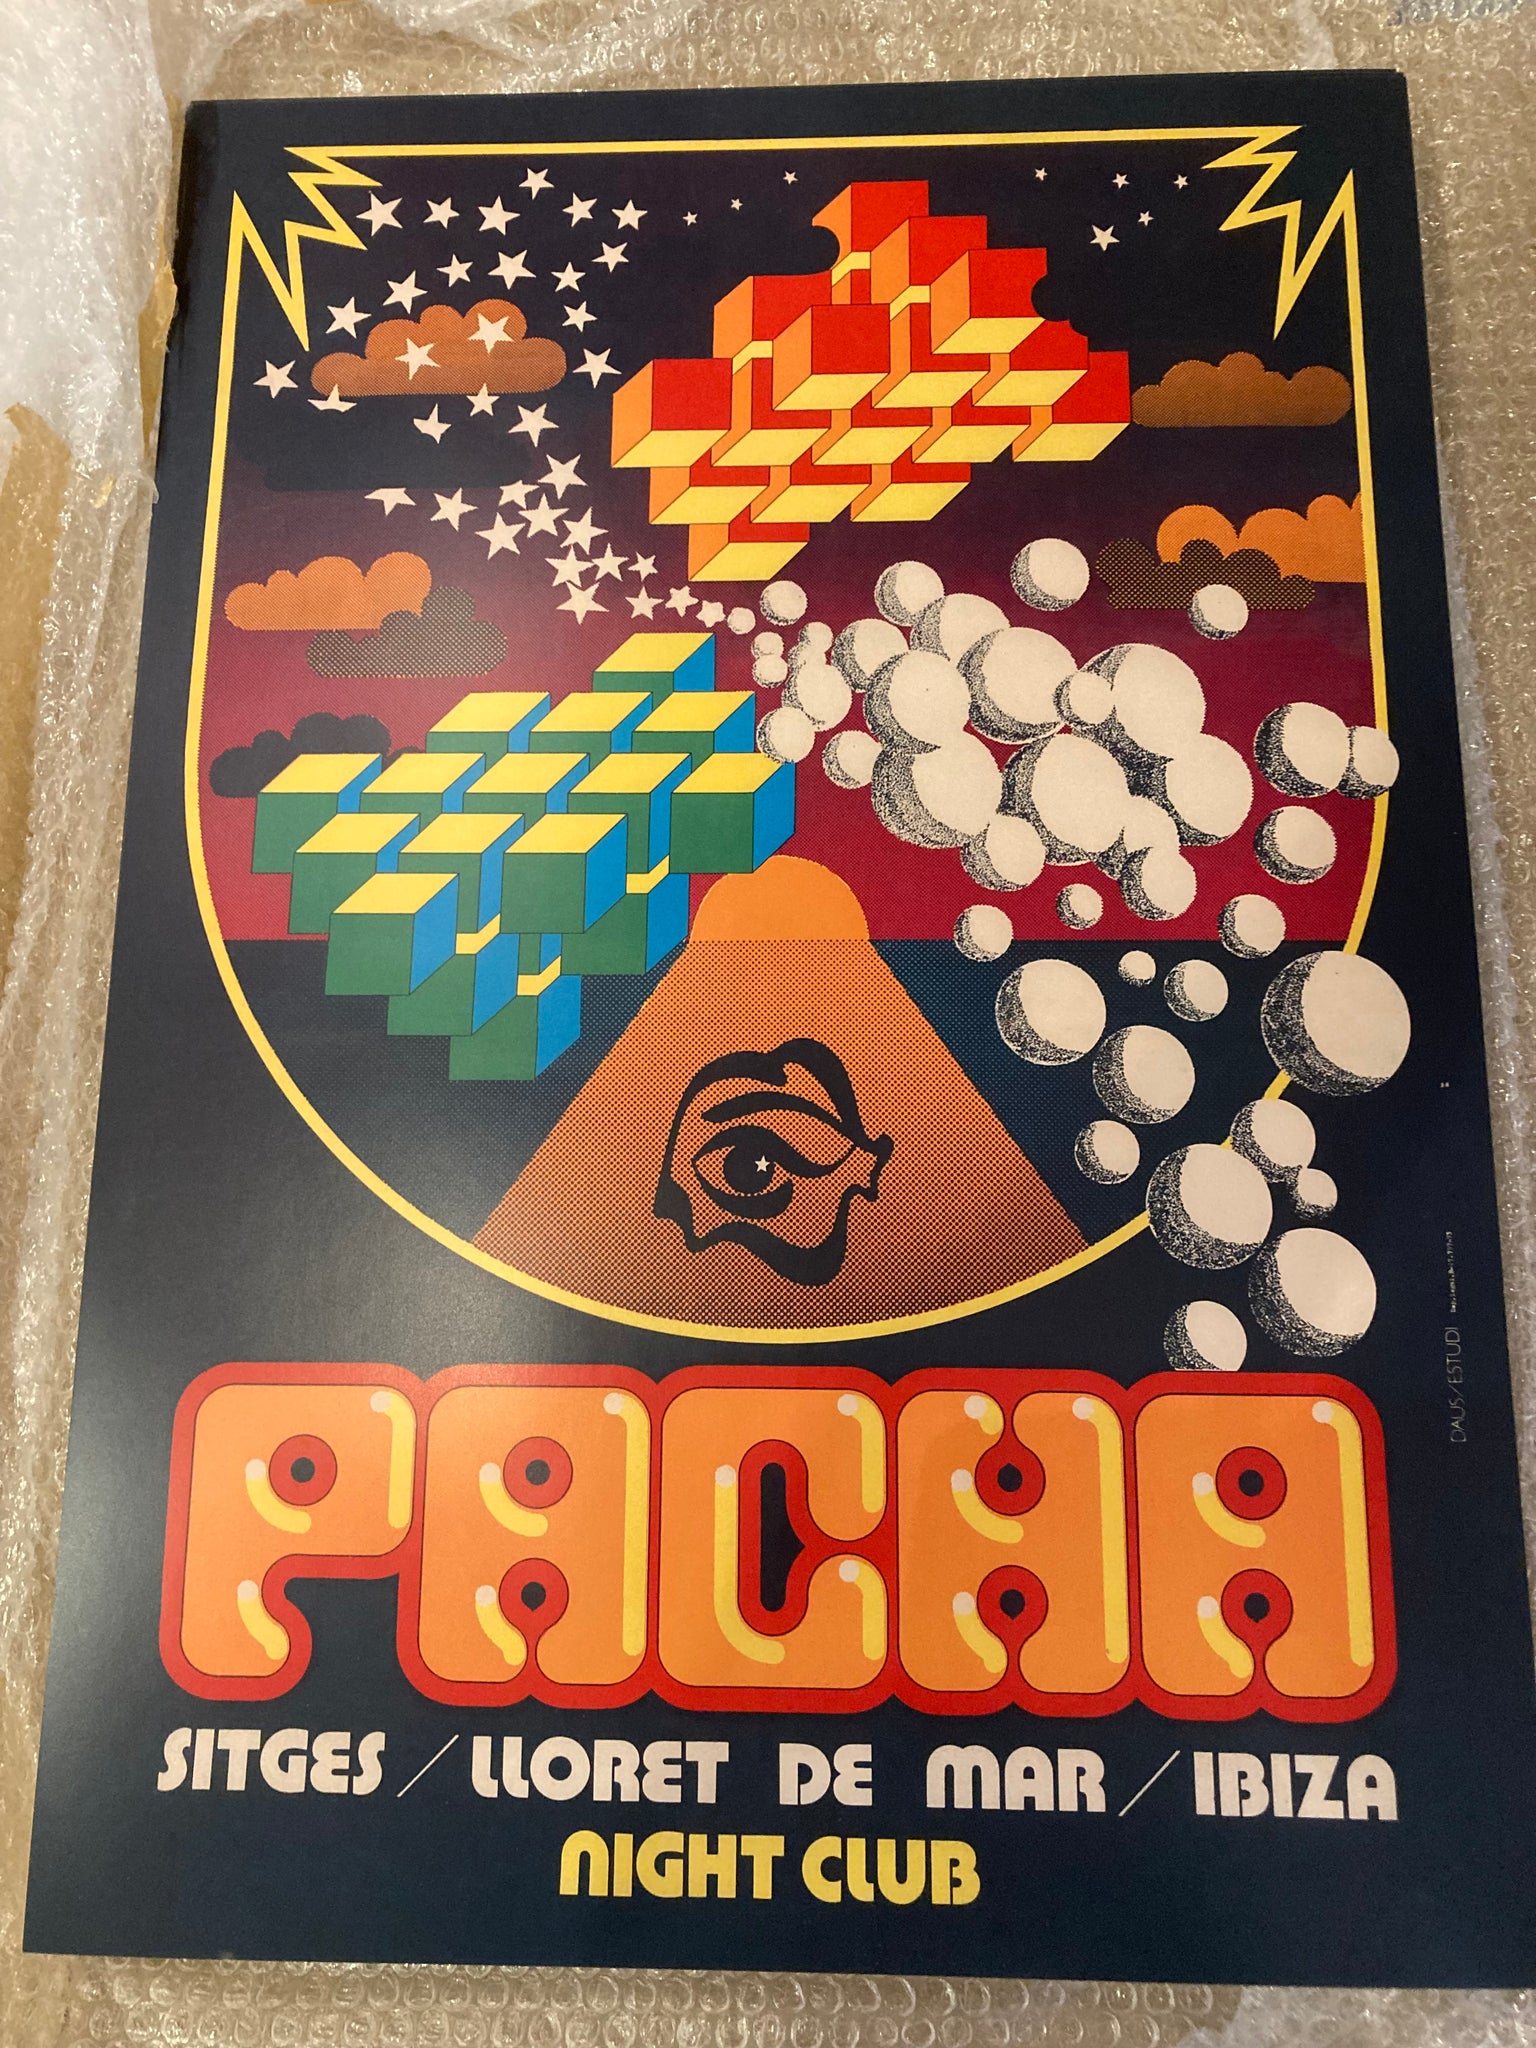 PACHA
SITGES / LLORET DE MAR / IBIZA
NIGHT CLUB
DAUS/ESTUDI